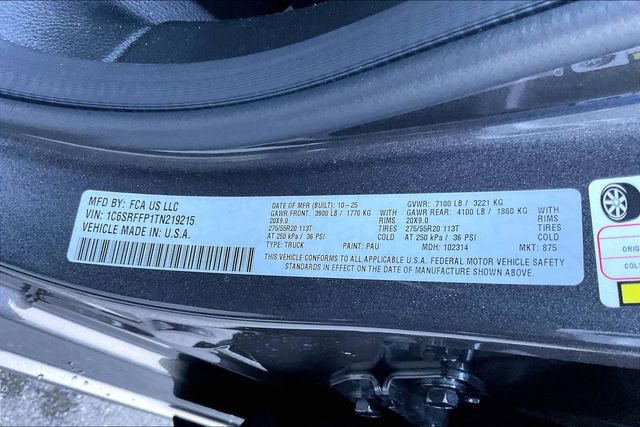 MFD BY: FCA US LLC
VIN: 1C6SRFFP1TN219215
VEHICLE MADE IN: U.S.A.
DATE OF MFR (BUILT): 10-25 GVWR: 7100 LB / 3221 KG
GAWR FRONT: 3900 LB / 1770 KG WITH GAWR REAR: 4100 LB / 1860 KG WITH
20X9.0 RIMS 20X9.0 RIMS
275/55R20 113T TIRES 275/55R20 113T TIRES
AT 250 kPa / 36 PSI COLD AT 250 kPa / 36 PSI COLD
TYPE: TRUCK PAINT: PAU MDH: 102314 MKT: 875
THIS VEHICLE CONFORMS TO ALL APPLICABLE U.S.A. FEDERAL MOTOR VEHICLE SAFETY
STANDARDS IN EFFECT ON THE DATE OF MANUFACTURE SHOWN ABOVE.